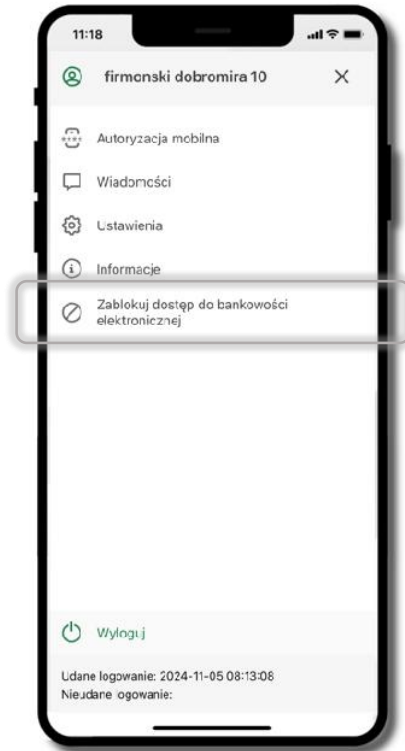 11:18
firmonski dobromira 10
Autoryzacja mobilna
Wiadomości
Ustawienia
Informacje
Zablokuj dostęp do bankowości
elektronicznej
Wyloguj
Udane logowanie: 2024-11-05 08:13:08
Nieudane logowanie: